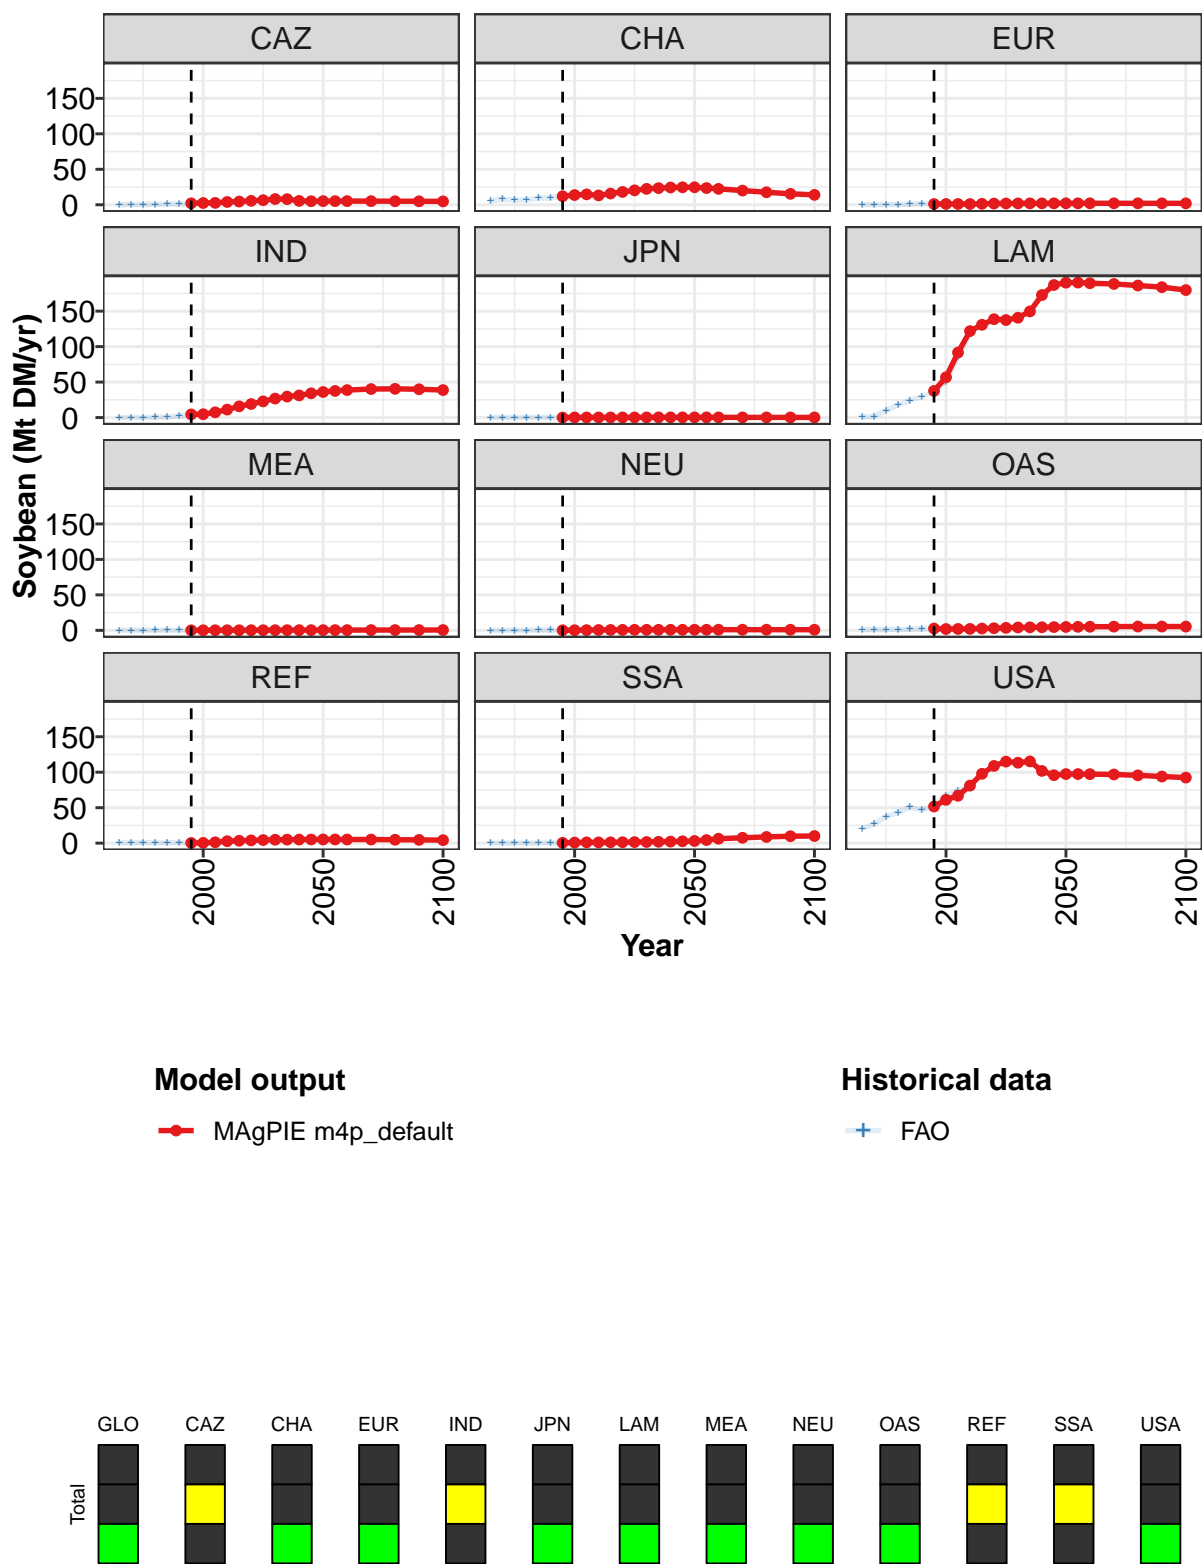 CAZ CHA EUR
150
100
50
0
IND JPN LAM
150
100
50
0
MEA NEU OAS
150
100
50
0
REF SSA USA
150
100
50
0
Soybean (Mt DM/yr)
2000 2050 2100 2000 2050 2100 2000 2050 2100
Year
Model output Historical data
MAgPIE m4p_default FAO
GLO CAZ CHA EUR IND JPN LAM MEA NEU OAS REF SSA USA
Total